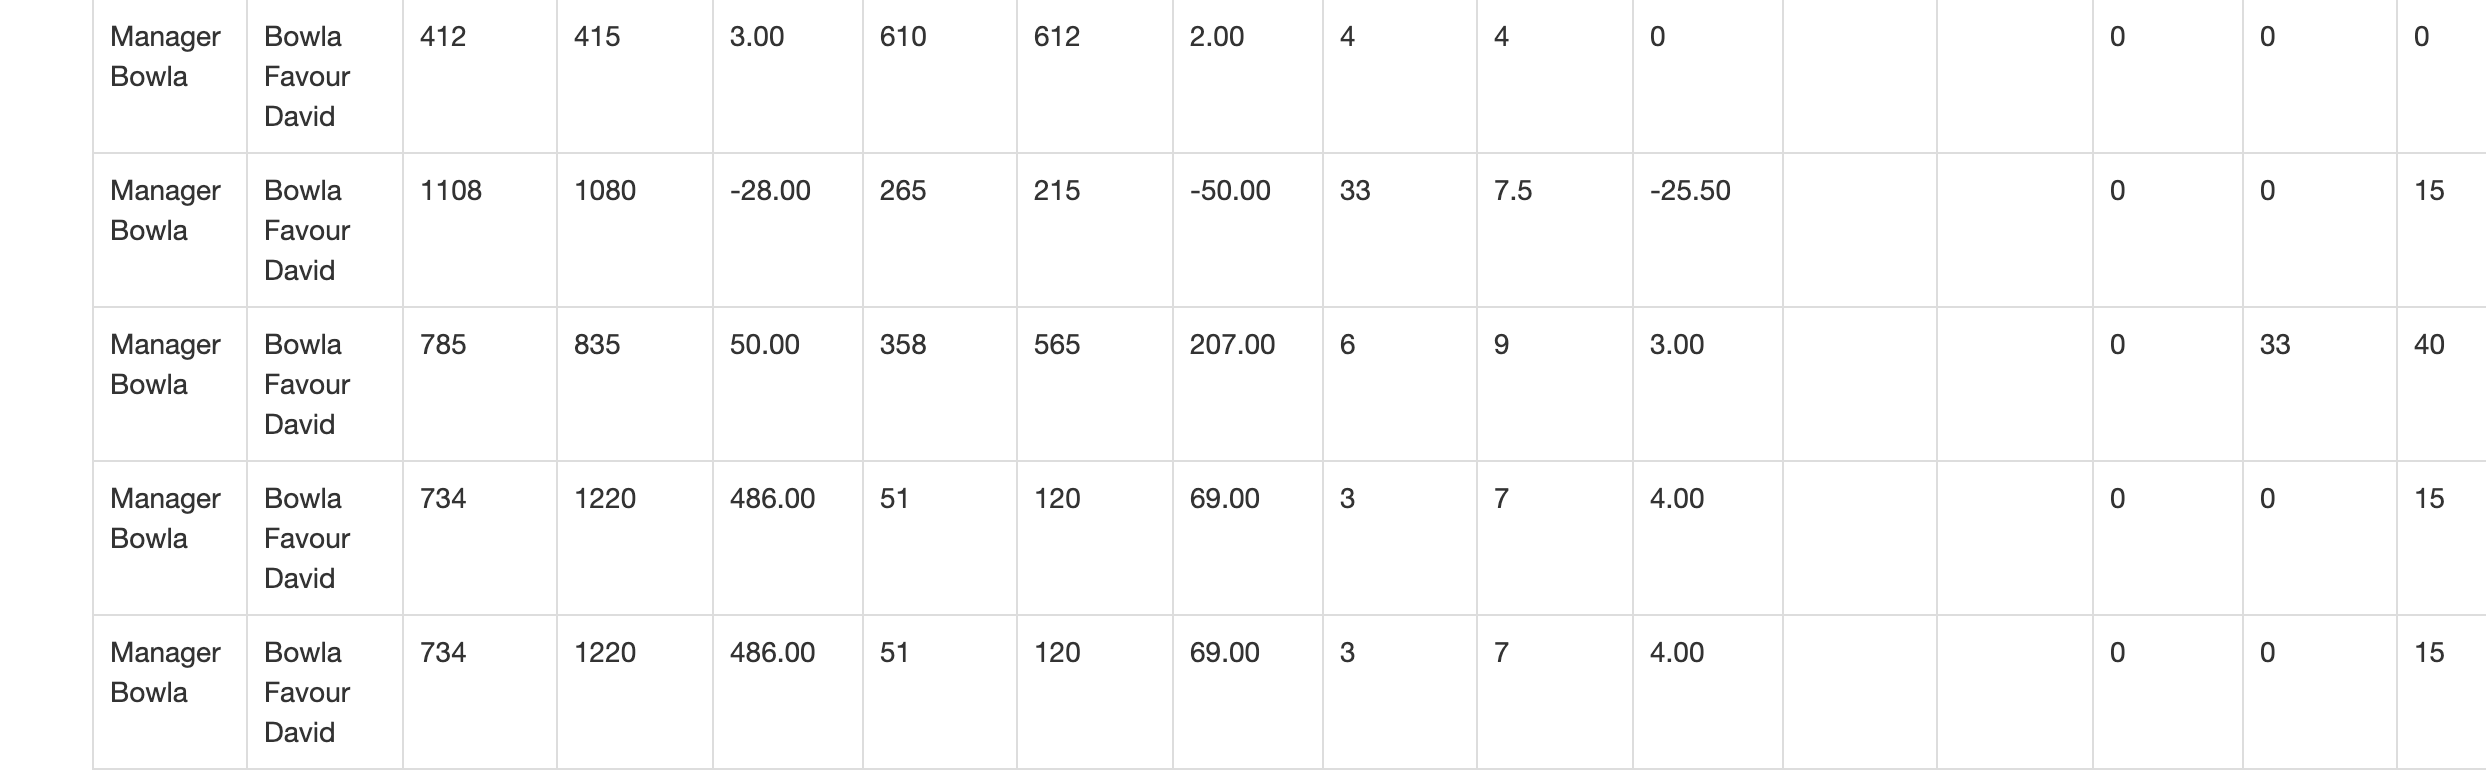 Manager Bowla Favour David 412 415 3.00 610 612 2.00 4 4 0 0 0 0
Bowla
Manager Bowla Favour David 1108 1080 -28.00 265 215 -50.00 33 7.5 -25.50 0 0 15
Bowla
Manager Bowla Favour David 785 835 50.00 358 565 207.00 6 9 3.00 0 33 40
Bowla
Manager Bowla Favour David 734 1220 486.00 51 120 69.00 3 7 4.00 0 0 15
Bowla
Manager Bowla Favour David 734 1220 486.00 51 120 69.00 3 7 4.00 0 0 15
Bowla